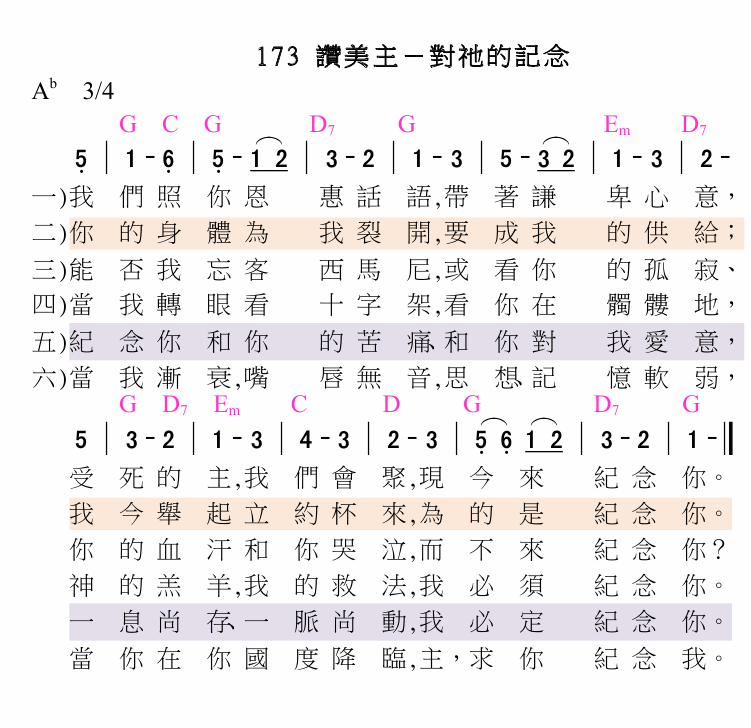 173 讚美主－對祂的記念
A♭ 3/4
G C G D7 G Em D7
5̣ | 1 - 6̣ | 5̣ - 1 2 | 3 - 2 | 1 - 3 | 5 - 3 2 | 1 - 3 | 2 -
一)我 們照 你恩 惠話 語,帶 著謙 卑心 意，
二)你 的身 體為 我裂 開,要 成我 的供 給；
三)能 否我 忘客 西馬 尼,或 看你 的孤 寂、
四)當 我轉 眼看 十字 架,看 你在 髑髏 地，
五)紀 念你 和你 的苦 痛、和 你對 我愛 意，
六)當 我漸 衰,嘴 唇無 音,思 想、記 憶軟 弱，
G D7 Em C D G D7 G
5 | 3 - 2 | 1 - 3 | 4 - 3 | 2 - 3 | 5̣ 6̣ 1 2 | 3 - 2 | 1 - ‖
受 死的 主,我 們會 聚,現 今來 紀念 你。
我 今舉 起立 約杯 來,為 的是 紀念 你。
你 的血 汗和 你哭 泣,而 不來 紀念 你？
神 的羔 羊,我 的救 法,我 必須 紀念 你。
一 息尚 存、一 脈尚 動,我 必定 紀念 你。
當 你在 你國 度降 臨,主，求你 紀念 我。